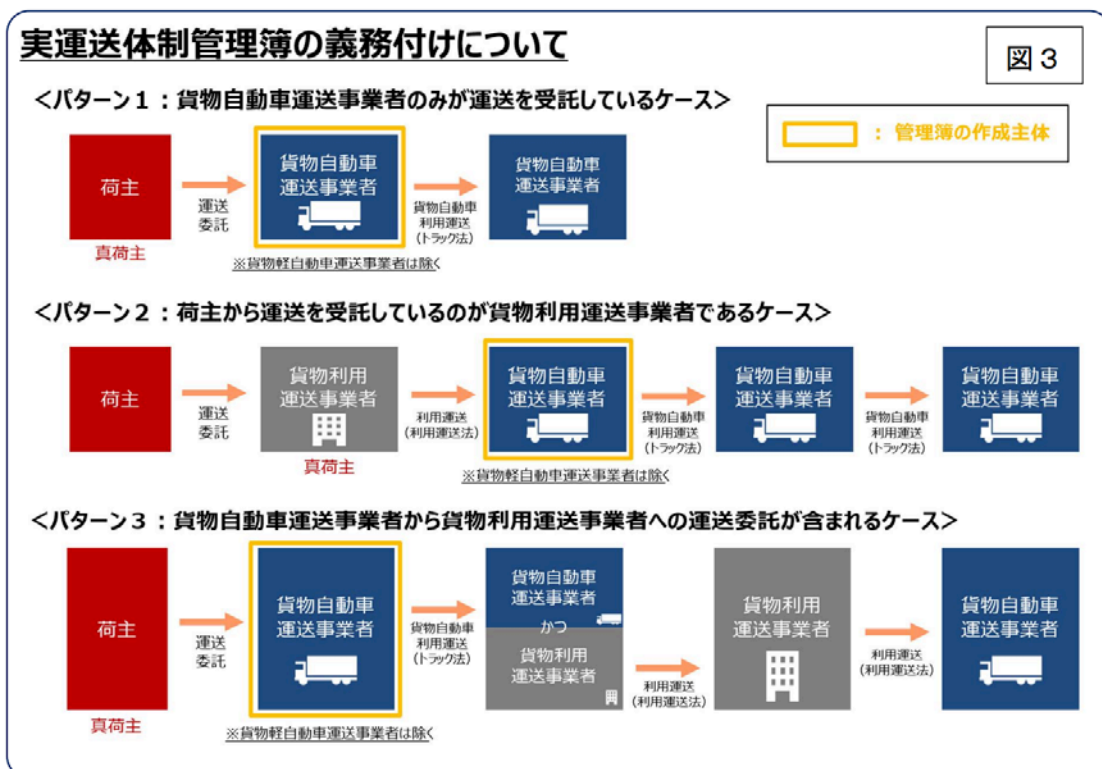 実運送体制管理簿の義務付けについて
図３
＜パターン１：貨物自動車運送事業者のみが運送を受託しているケース＞
：管理簿の作成主体
荷主
運送
委託
貨物自動車
運送事業者
貨物自動車
利用運送
(トラック法)
貨物自動車
運送事業者
真荷主
※貨物軽自動車運送事業者は除く
＜パターン２：荷主から運送を受託しているのが貨物利用運送事業者であるケース＞
荷主
運送
委託
貨物利用
運送事業者
真荷主
利用運送
(利用運送法)
貨物自動車
運送事業者
貨物自動車
利用運送
(トラック法)
貨物自動車
運送事業者
貨物自動車
利用運送
(トラック法)
貨物自動車
運送事業者
※貨物軽自動車運送事業者は除く
＜パターン３：貨物自動車運送事業者から貨物利用運送事業者への運送委託が含まれるケース＞
荷主
運送
委託
貨物自動車
運送事業者
貨物自動車
利用運送
(トラック法)
貨物自動車
運送事業者
かつ
貨物利用
運送事業者
利用運送
(利用運送法)
貨物利用
運送事業者
利用運送
(利用運送法)
貨物自動車
運送事業者
真荷主
※貨物軽自動車運送事業者は除く